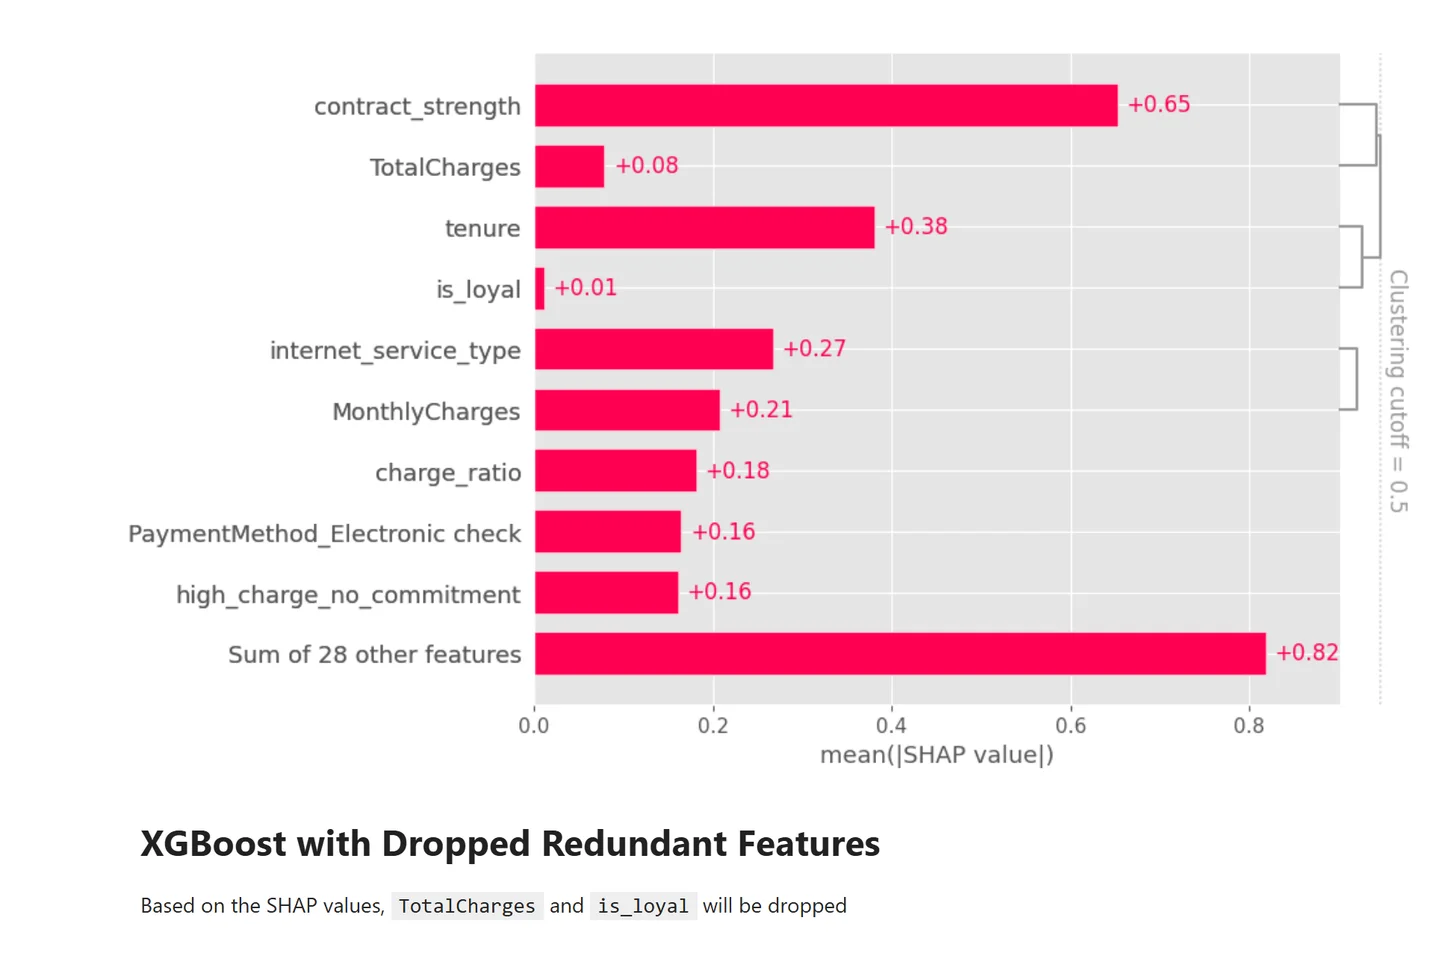 contract_strength +0.65
TotalCharges +0.08
tenure +0.38
is_loyal +0.01
internet_service_type +0.27
MonthlyCharges +0.21
charge_ratio +0.18
PaymentMethod_Electronic check +0.16
high_charge_no_commitment +0.16
Sum of 28 other features +0.82
Clustering cutoff = 0.5
0.0 0.2 0.4 0.6 0.8
mean(|SHAP value|)
XGBoost with Dropped Redundant Features
Based on the SHAP values, TotalCharges and is_loyal will be dropped